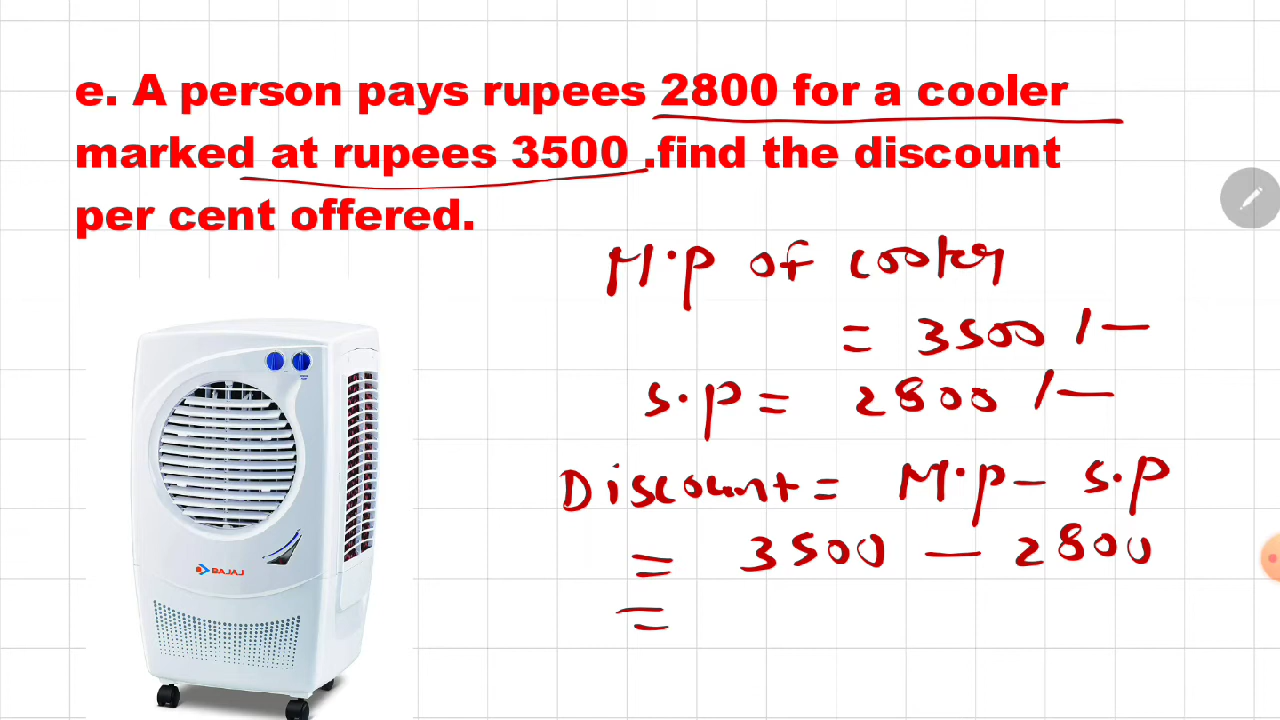 e. A person pays rupees 2800 for a cooler
marked at rupees 3500 .find the discount
per cent offered.
M.P of cooler
= 3500 /-
S.P = 2800 /-
Discount = M.P - S.P
= 3500 - 2800
=
BAJAJ